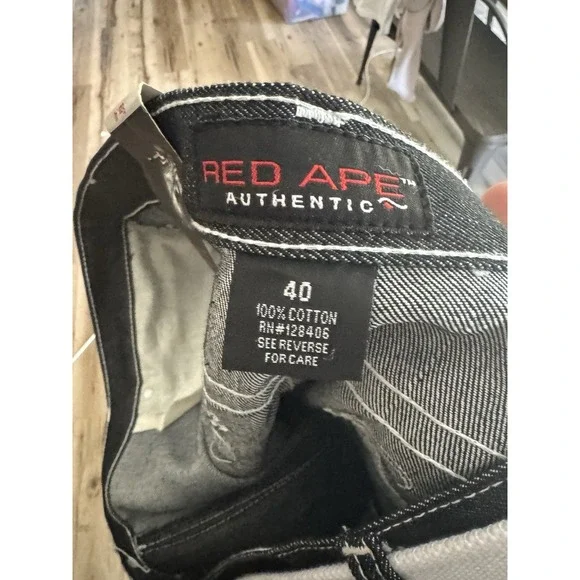 RED APE™
AUTHENTIC
40
100% COTTON
RN#128406
SEE REVERSE
FOR CARE